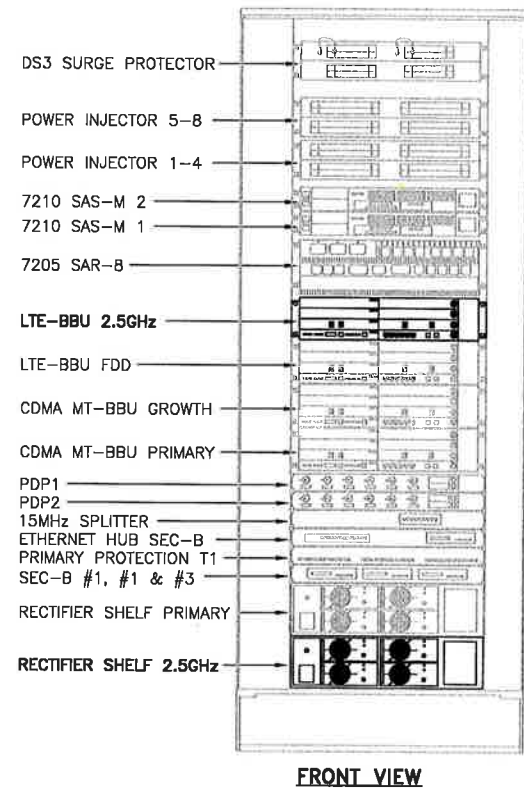 DS3 SURGE PROTECTOR
POWER INJECTOR 5-8
POWER INJECTOR 1-4
7210 SAS-M 2
7210 SAS-M 1
7205 SAR-8
LTE-BBU 2.5GHz
LTE-BBU FDD
CDMA MT-BBU GROWTH
CDMA MT-BBU PRIMARY
PDP1
PDP2
15MHz SPLITTER
ETHERNET HUB SEC-B
PRIMARY PROTECTION T1
SEC-B #1, #1 & #3
RECTIFIER SHELF PRIMARY
RECTIFIER SHELF 2.5GHz
FRONT VIEW